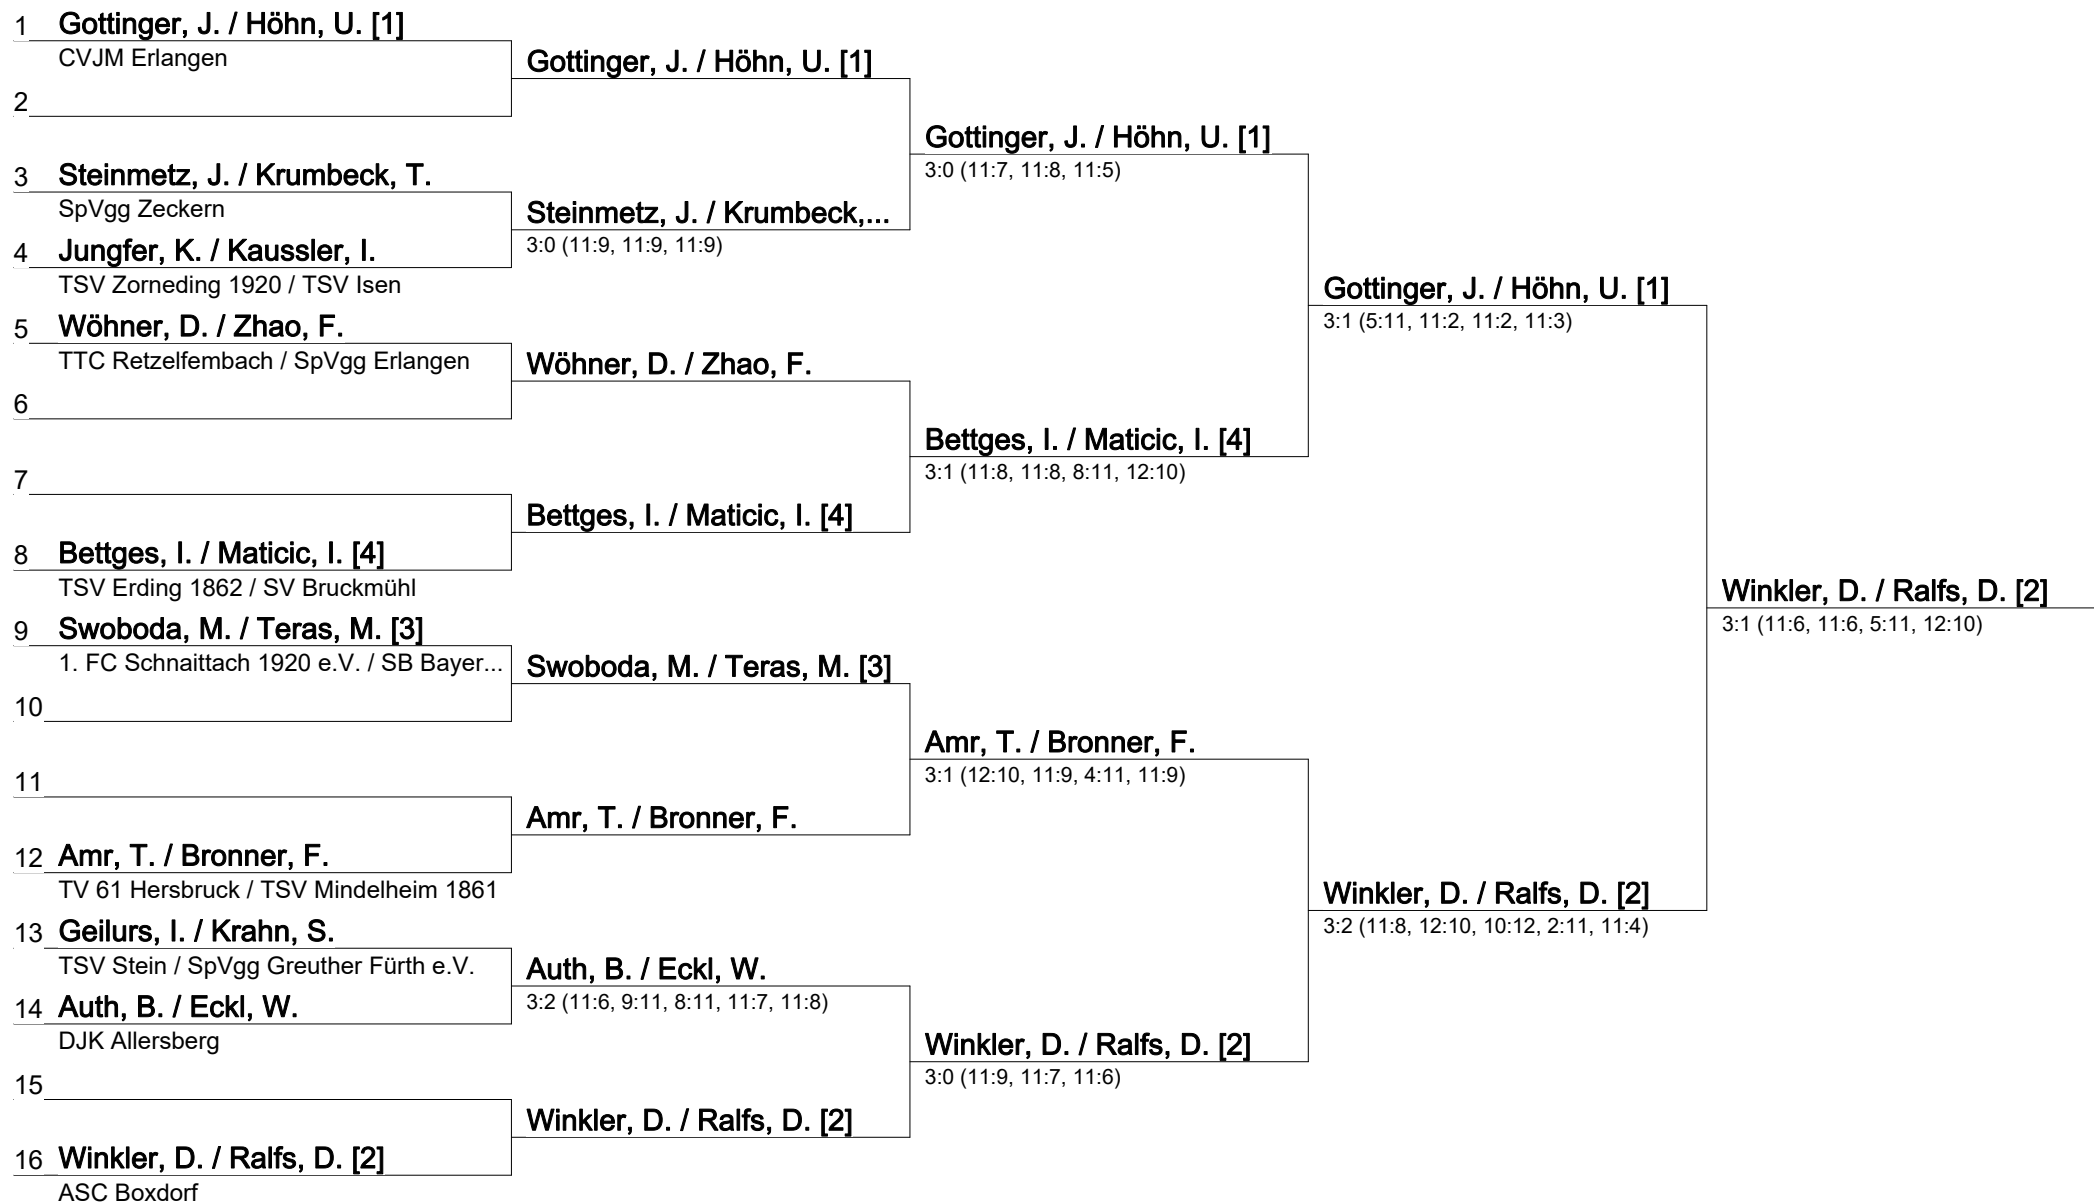 1 Gottinger, J. / Höhn, U. [1]
CVJM Erlangen
Gottinger, J. / Höhn, U. [1]
2
Gottinger, J. / Höhn, U. [1]
3:0 (11:7, 11:8, 11:5)
3 Steinmetz, J. / Krumbeck, T.
SpVgg Zeckern
Steinmetz, J. / Krumbeck,...
3:0 (11:9, 11:9, 11:9)
4 Jungfer, K. / Kaussler, I.
TSV Zorneding 1920 / TSV Isen
Gottinger, J. / Höhn, U. [1]
3:1 (5:11, 11:2, 11:2, 11:3)
5 Wöhner, D. / Zhao, F.
TTC Retzelfembach / SpVgg Erlangen
Wöhner, D. / Zhao, F.
6
Bettges, I. / Maticic, I. [4]
3:1 (11:8, 11:8, 8:11, 12:10)
7
Bettges, I. / Maticic, I. [4]
8 Bettges, I. / Maticic, I. [4]
TSV Erding 1862 / SV Bruckmühl
Winkler, D. / Ralfs, D. [2]
3:1 (11:6, 11:6, 5:11, 12:10)
9 Swoboda, M. / Teras, M. [3]
1. FC Schnaittach 1920 e.V. / SB Bayer...
Swoboda, M. / Teras, M. [3]
10
Amr, T. / Bronner, F.
3:1 (12:10, 11:9, 4:11, 11:9)
11
Amr, T. / Bronner, F.
12 Amr, T. / Bronner, F.
TV 61 Hersbruck / TSV Mindelheim 1861
Winkler, D. / Ralfs, D. [2]
3:2 (11:8, 12:10, 10:12, 2:11, 11:4)
13 Geilurs, I. / Krahn, S.
TSV Stein / SpVgg Greuther Fürth e.V.
Auth, B. / Eckl, W.
3:2 (11:6, 9:11, 8:11, 11:7, 11:8)
14 Auth, B. / Eckl, W.
DJK Allersberg
Winkler, D. / Ralfs, D. [2]
3:0 (11:9, 11:7, 11:6)
15
Winkler, D. / Ralfs, D. [2]
16 Winkler, D. / Ralfs, D. [2]
ASC Boxdorf